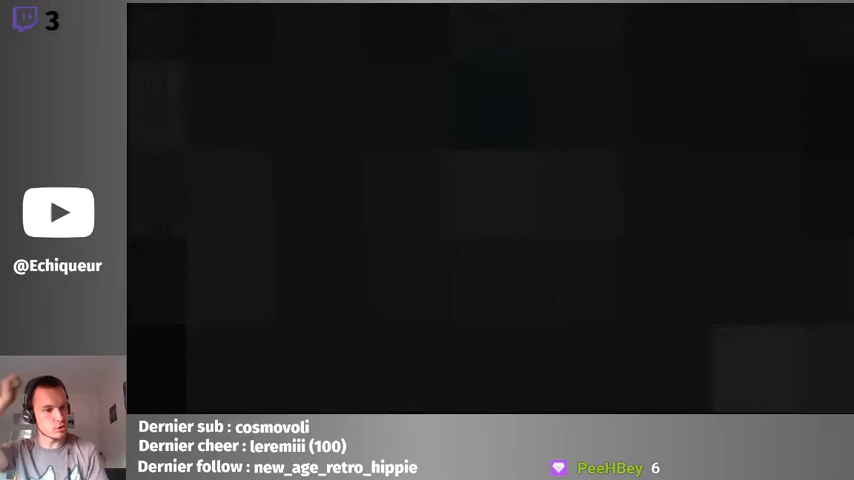 3
@Echiqueur
Dernier sub : cosmovoli
Dernier cheer : leremiii (100)
Dernier follow : new_age_retro_hippie
PeeHBey 6